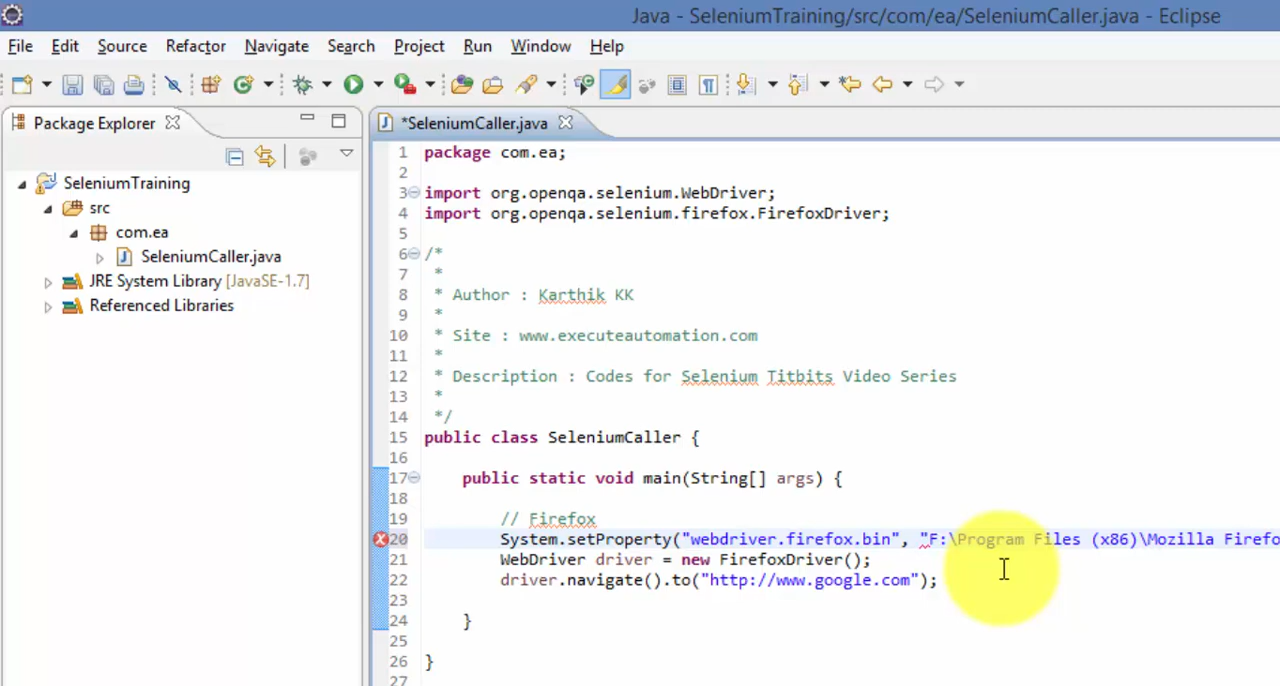 Java - SeleniumTraining/src/com/ea/SeleniumCaller.java - Eclipse
File Edit Source Refactor Navigate Search Project Run Window Help
Package Explorer
*SeleniumCaller.java
SeleniumTraining
src
com.ea
SeleniumCaller.java
JRE System Library [JavaSE-1.7]
Referenced Libraries
1 package com.ea;
2
3 import org.openqa.selenium.WebDriver;
4 import org.openqa.selenium.firefox.FirefoxDriver;
5
6 /*
7 *
8 * Author : Karthik KK
9 *
10 * Site : www.executeautomation.com
11 *
12 * Description : Codes for Selenium Titbits Video Series
13 *
14 */
15 public class SeleniumCaller {
16
17 public static void main(String[] args) {
18
19 // Firefox
20 System.setProperty("webdriver.firefox.bin", "F:\Program Files (x86)\Mozilla Firefo
21 WebDriver driver = new FirefoxDriver();
22 driver.navigate().to("http://www.google.com");
23
24 }
25
26 }
27